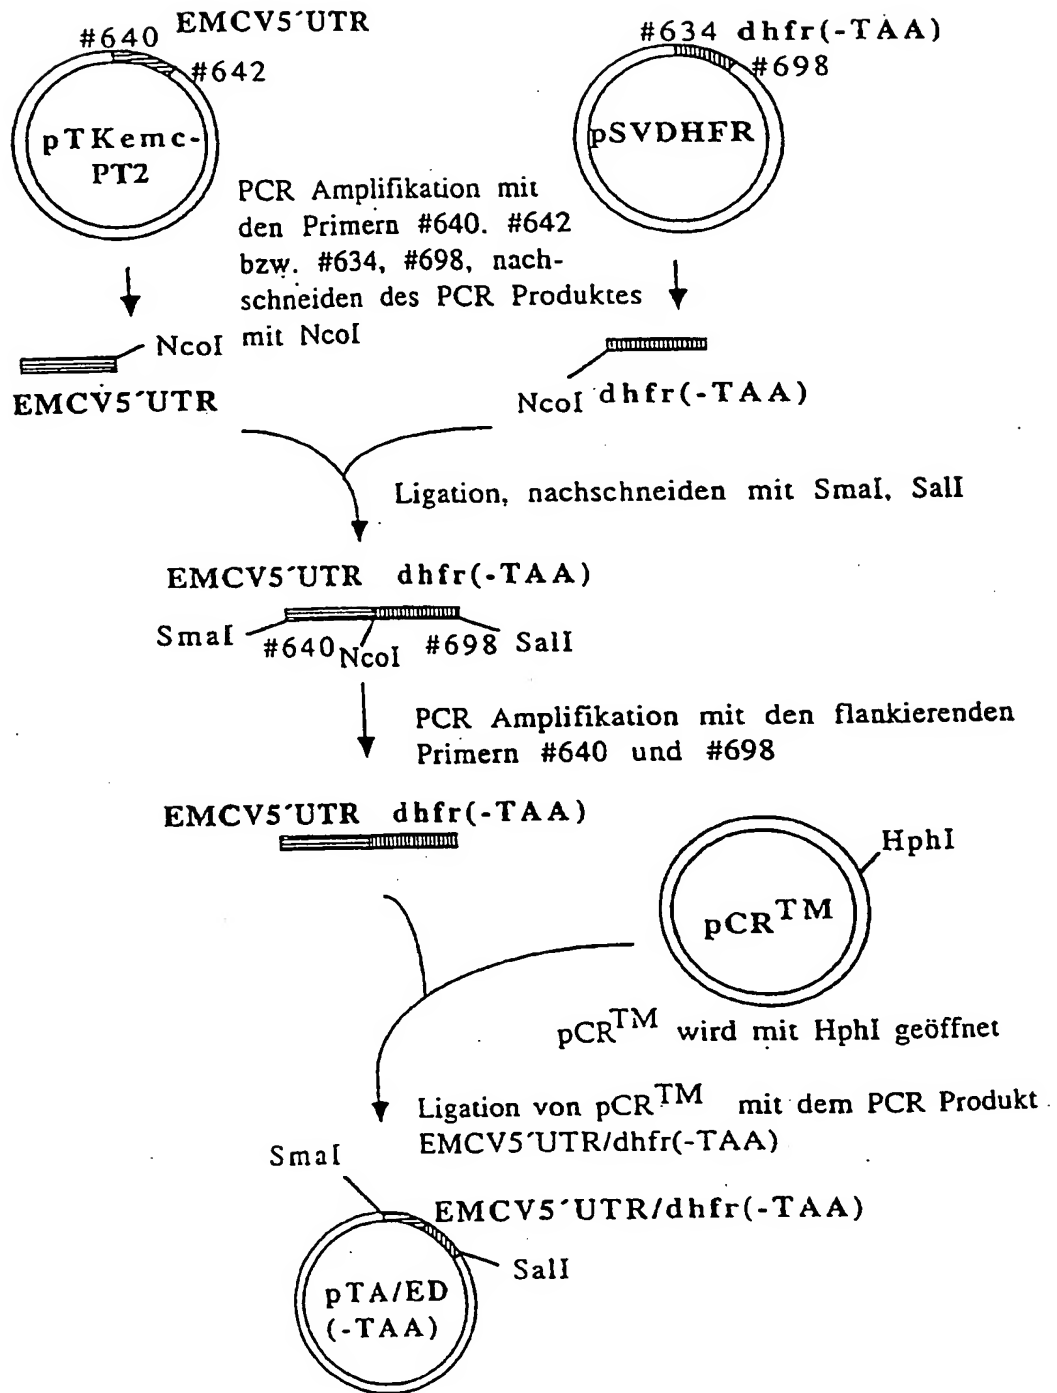 #640 EMCV5´UTR
#642
pTKemc-
PT2
#634 dhfr(-TAA)
#698
pSVDHFR
PCR Amplifikation mit
den Primern #640. #642
bzw. #634, #698, nach-
schneiden des PCR Produktes
mit NcoI
NcoI
EMCV5´UTR
NcoI dhfr(-TAA)
Ligation, nachschneiden mit SmaI, SalI
EMCV5´UTR dhfr(-TAA)
SmaI #640 NcoI #698 SalI
PCR Amplifikation mit den flankierenden
Primern #640 und #698
EMCV5´UTR dhfr(-TAA)
HphI
pCR™
pCR™ wird mit HphI geöffnet
Ligation von pCR™ mit dem PCR Produkt
EMCV5´UTR/dhfr(-TAA)
SmaI
EMCV5´UTR/dhfr(-TAA)
SalI
pTA/ED
(-TAA)